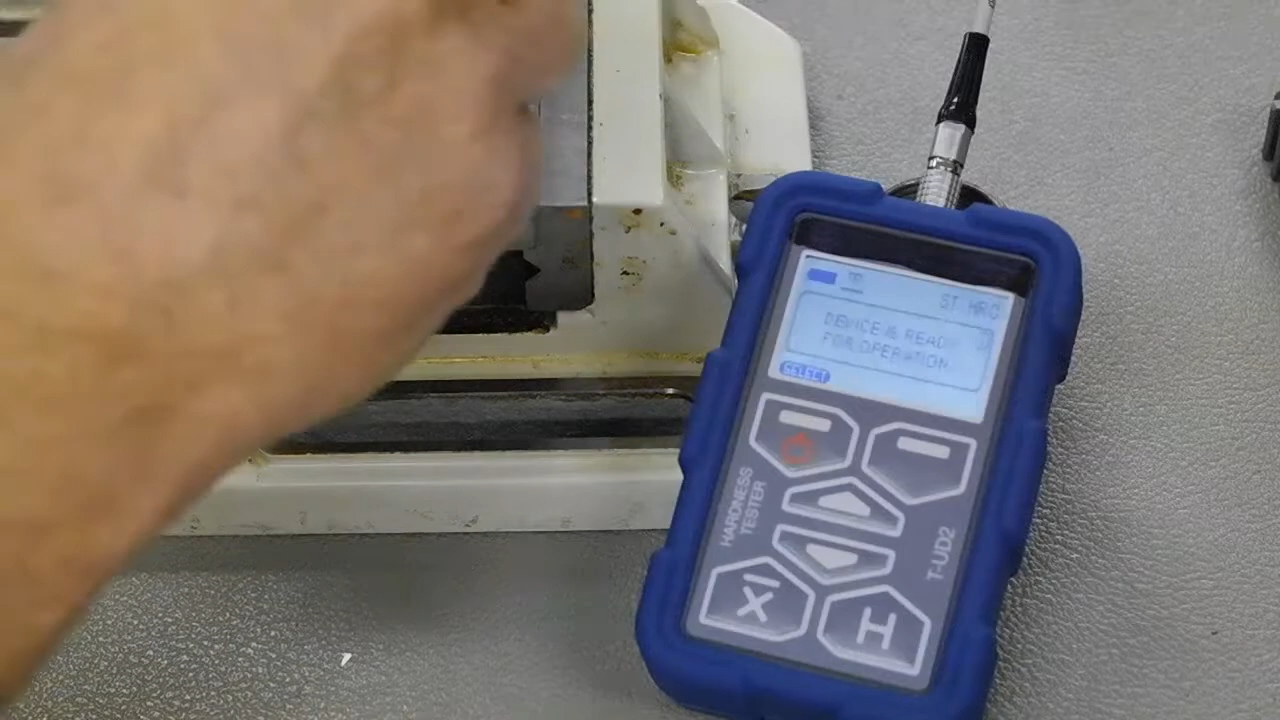 ST HRC
DEVICE IS READY
FOR OPERATION
SELECT
HARDNESS
TESTER
T-UD2
X̅
H